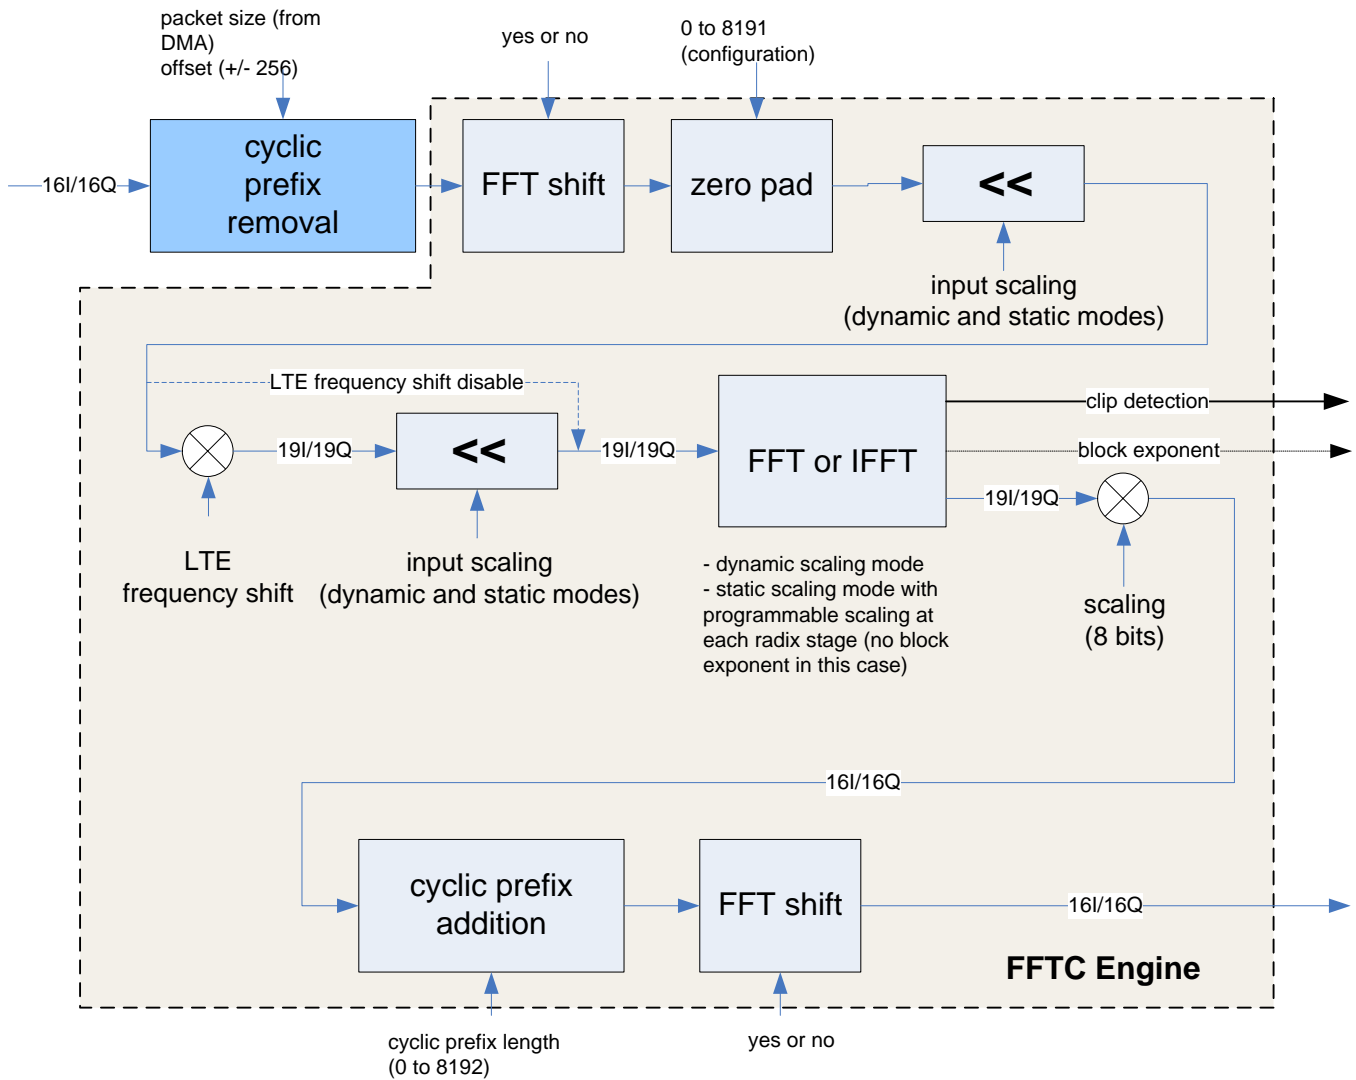 packet size (from
DMA)
offset (+/- 256)
yes or no
0 to 8191
(configuration)
16I/16Q
cyclic
prefix
removal
FFT shift
zero pad
<<
input scaling
(dynamic and static modes)
LTE frequency shift disable
19I/19Q
<<
19I/19Q
FFT or IFFT
clip detection
block exponent
19I/19Q
LTE
frequency shift
input scaling
(dynamic and static modes)
- dynamic scaling mode
- static scaling mode with
programmable scaling at
each radix stage (no block
exponent in this case)
scaling
(8 bits)
16I/16Q
cyclic prefix
addition
FFT shift
16I/16Q
FFTC Engine
cyclic prefix length
(0 to 8192)
yes or no